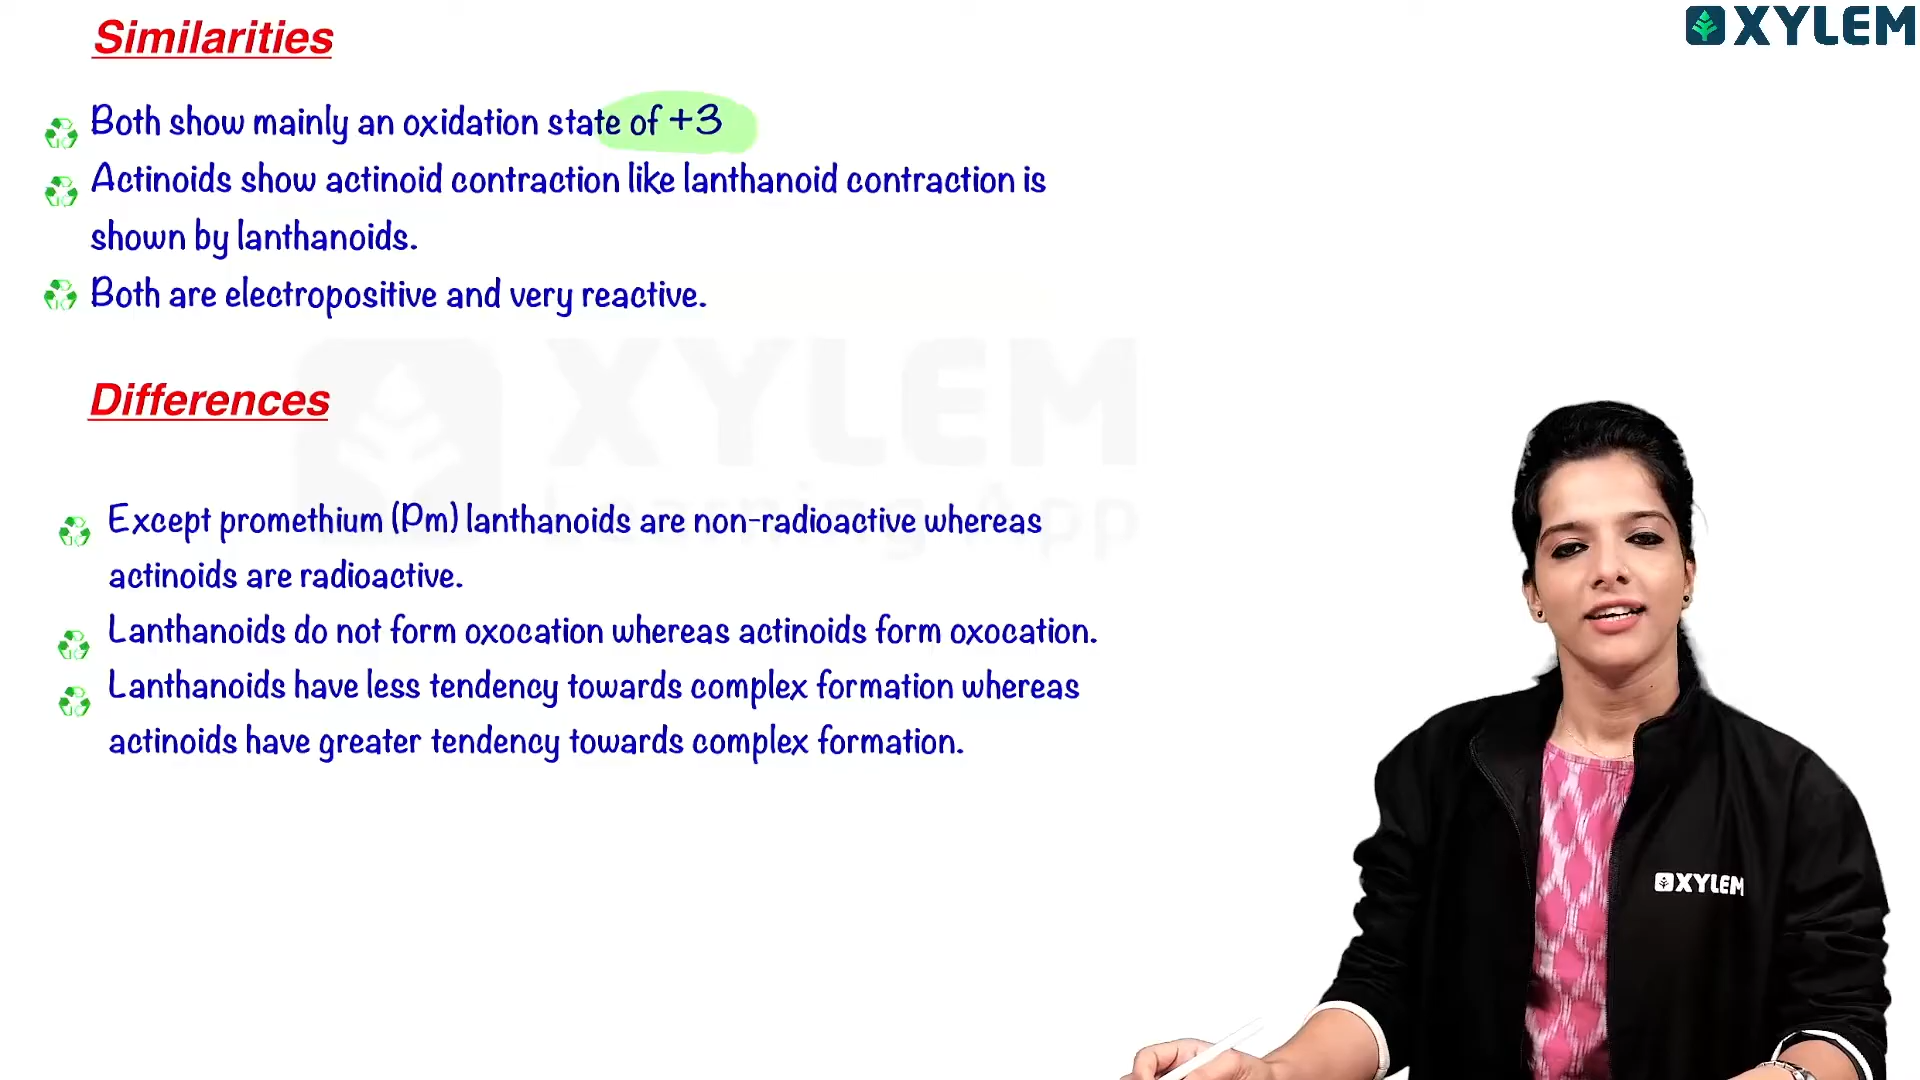 Similarities
XYLEM
Both show mainly an oxidation state of +3
Actinoids show actinoid contraction like lanthanoid contraction is
shown by lanthanoids.
Both are electropositive and very reactive.
XYLEM
Learning App
Differences
Except promethium (Pm) lanthanoids are non-radioactive whereas
actinoids are radioactive.
Lanthanoids do not form oxocation whereas actinoids form oxocation.
Lanthanoids have less tendency towards complex formation whereas
actinoids have greater tendency towards complex formation.
XYLEM